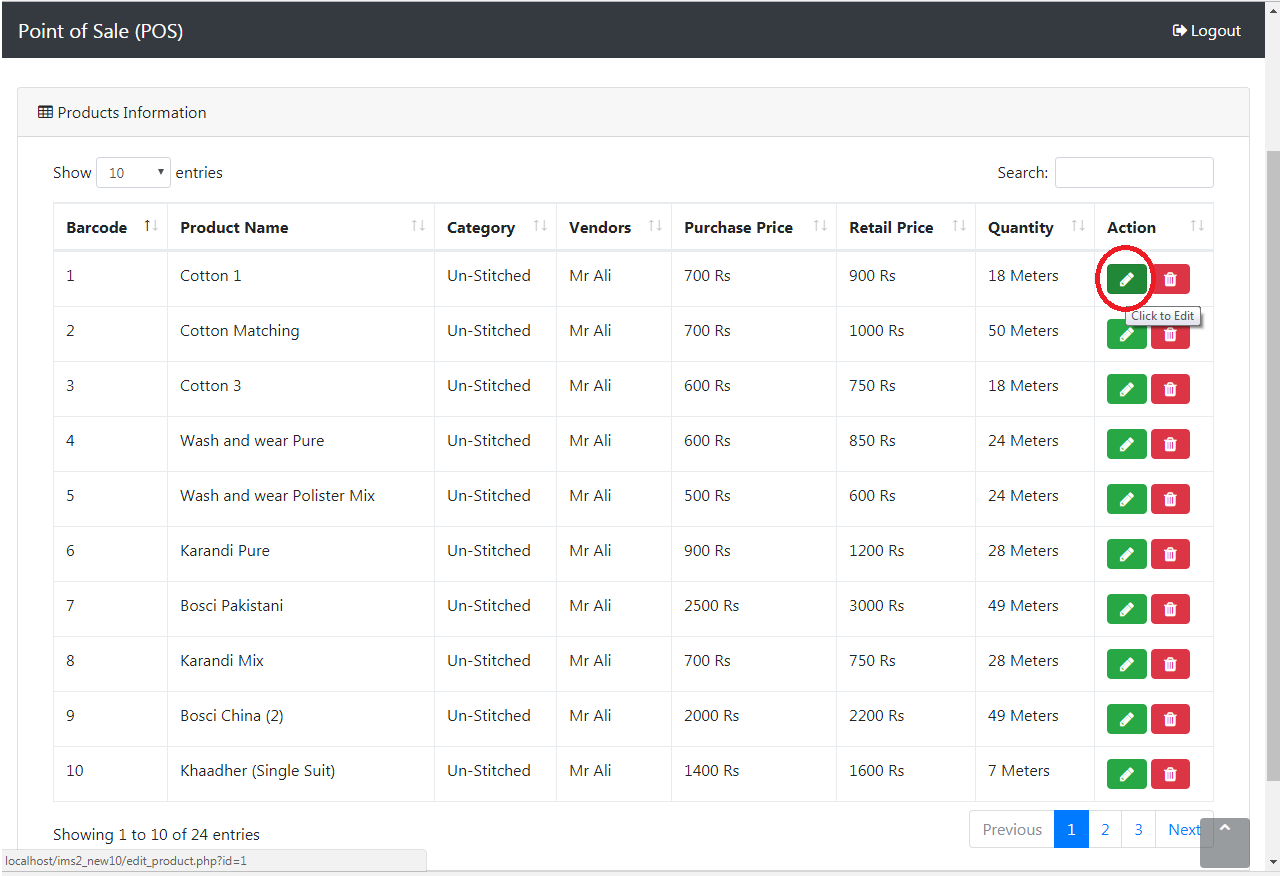 Point of Sale (POS) Logout
Products Information
Show 10 entries Search:
Barcode Product Name Category Vendors Purchase Price Retail Price Quantity Action
1 Cotton 1 Un-Stitched Mr Ali 700 Rs 900 Rs 18 Meters
Click to Edit
2 Cotton Matching Un-Stitched Mr Ali 700 Rs 1000 Rs 50 Meters
3 Cotton 3 Un-Stitched Mr Ali 600 Rs 750 Rs 18 Meters
4 Wash and wear Pure Un-Stitched Mr Ali 600 Rs 850 Rs 24 Meters
5 Wash and wear Polister Mix Un-Stitched Mr Ali 500 Rs 600 Rs 24 Meters
6 Karandi Pure Un-Stitched Mr Ali 900 Rs 1200 Rs 28 Meters
7 Bosci Pakistani Un-Stitched Mr Ali 2500 Rs 3000 Rs 49 Meters
8 Karandi Mix Un-Stitched Mr Ali 700 Rs 750 Rs 28 Meters
9 Bosci China (2) Un-Stitched Mr Ali 2000 Rs 2200 Rs 49 Meters
10 Khaadher (Single Suit) Un-Stitched Mr Ali 1400 Rs 1600 Rs 7 Meters
Showing 1 to 10 of 24 entries Previous 1 2 3 Next
localhost/ims2_new10/edit_product.php?id=1